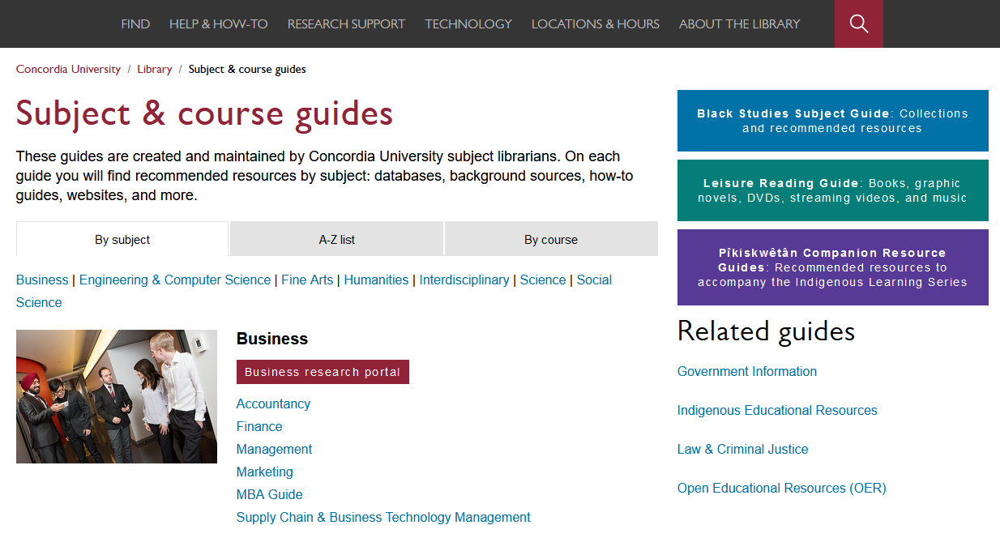 FIND HELP & HOW-TO RESEARCH SUPPORT TECHNOLOGY LOCATIONS & HOURS ABOUT THE LIBRARY
Concordia University / Library / Subject & course guides
Subject & course guides
These guides are created and maintained by Concordia University subject librarians. On each
guide you will find recommended resources by subject: databases, background sources, how-to
guides, websites, and more.
By subject A-Z list By course
Business | Engineering & Computer Science | Fine Arts | Humanities | Interdisciplinary | Science | Social
Science
Business
Business research portal
Accountancy
Finance
Management
Marketing
MBA Guide
Supply Chain & Business Technology Management
Black Studies Subject Guide: Collections
and recommended resources
Leisure Reading Guide: Books, graphic
novels, DVDs, streaming videos, and music
Pîkiskwêtân Companion Resource
Guides: Recommended resources to
accompany the Indigenous Learning Series
Related guides
Government Information
Indigenous Educational Resources
Law & Criminal Justice
Open Educational Resources (OER)